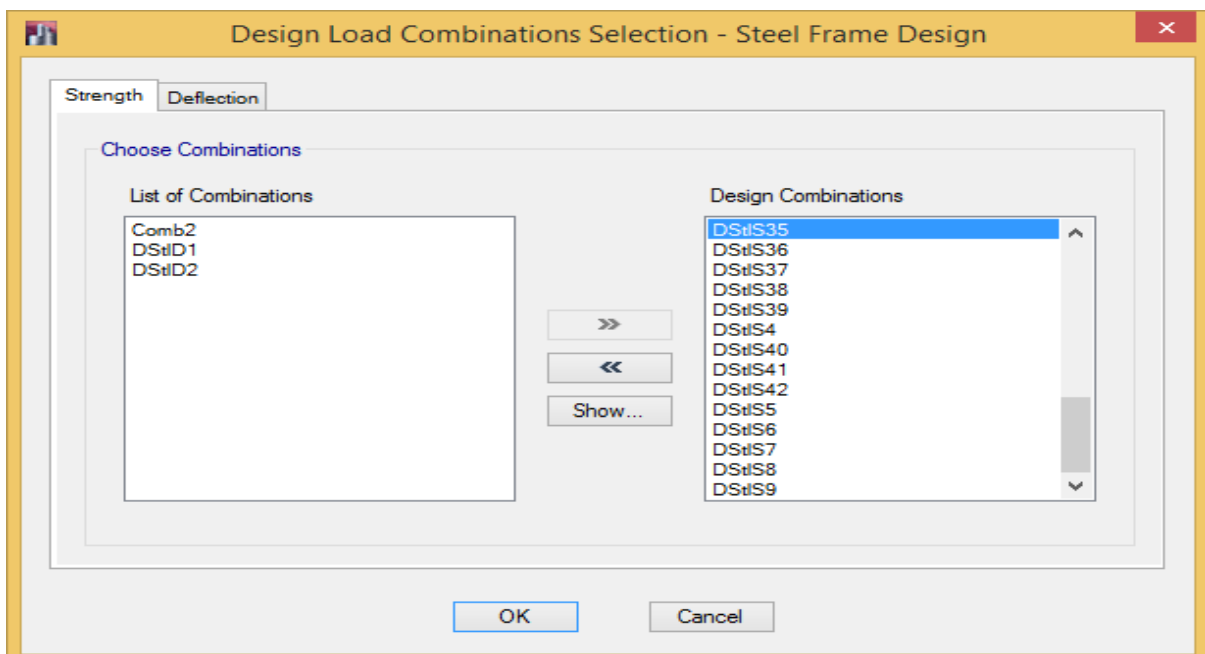 Design Load Combinations Selection - Steel Frame Design
Strength
Deflection
Choose Combinations
List of Combinations
Comb2
DStlD1
DStlD2
>>
<<
Show...
Design Combinations
DStlS35
DStlS36
DStlS37
DStlS38
DStlS39
DStlS4
DStlS40
DStlS41
DStlS42
DStlS5
DStlS6
DStlS7
DStlS8
DStlS9
OK
Cancel